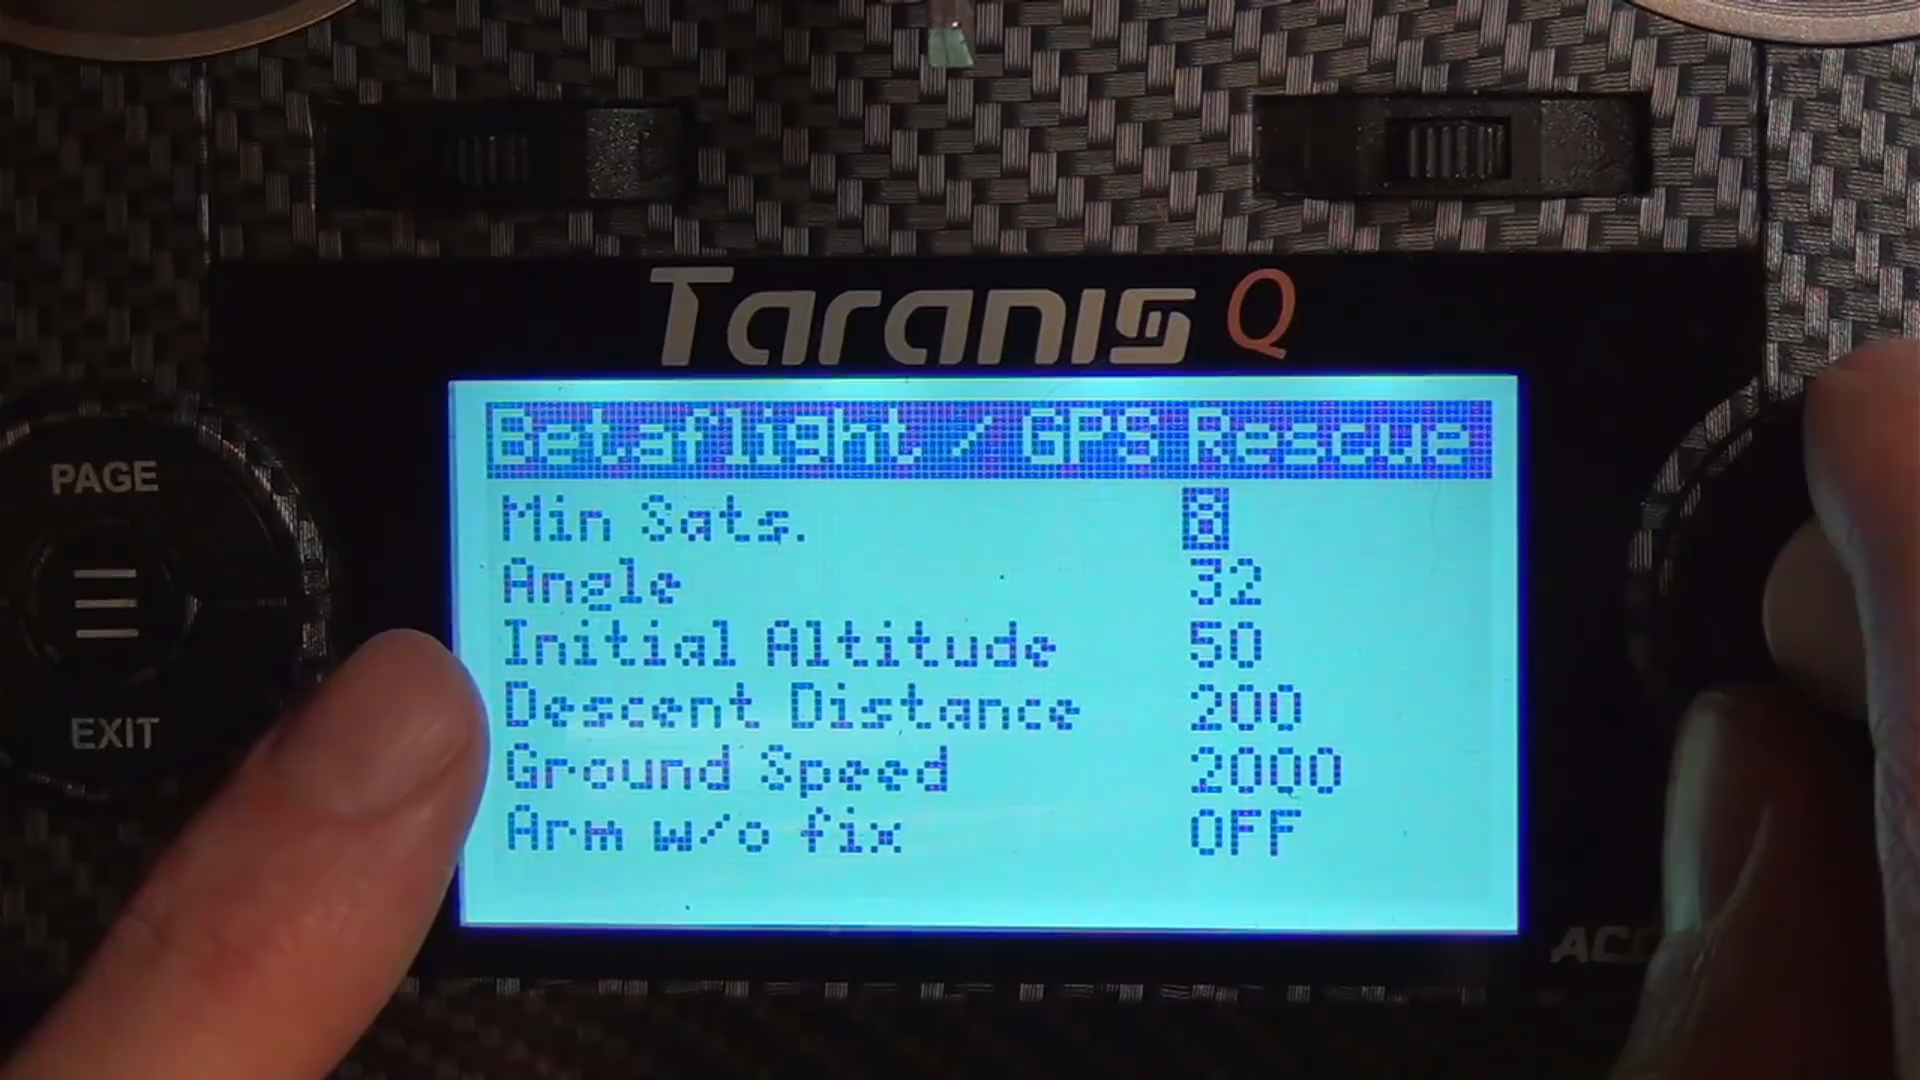 Taranis Q
Betaflight / GPS Rescue
PAGE
Min Sats. 8
Angle 32
Initial Altitude 50
Descent Distance 200
EXIT
Ground Speed 2000
Arm w/o fix OFF